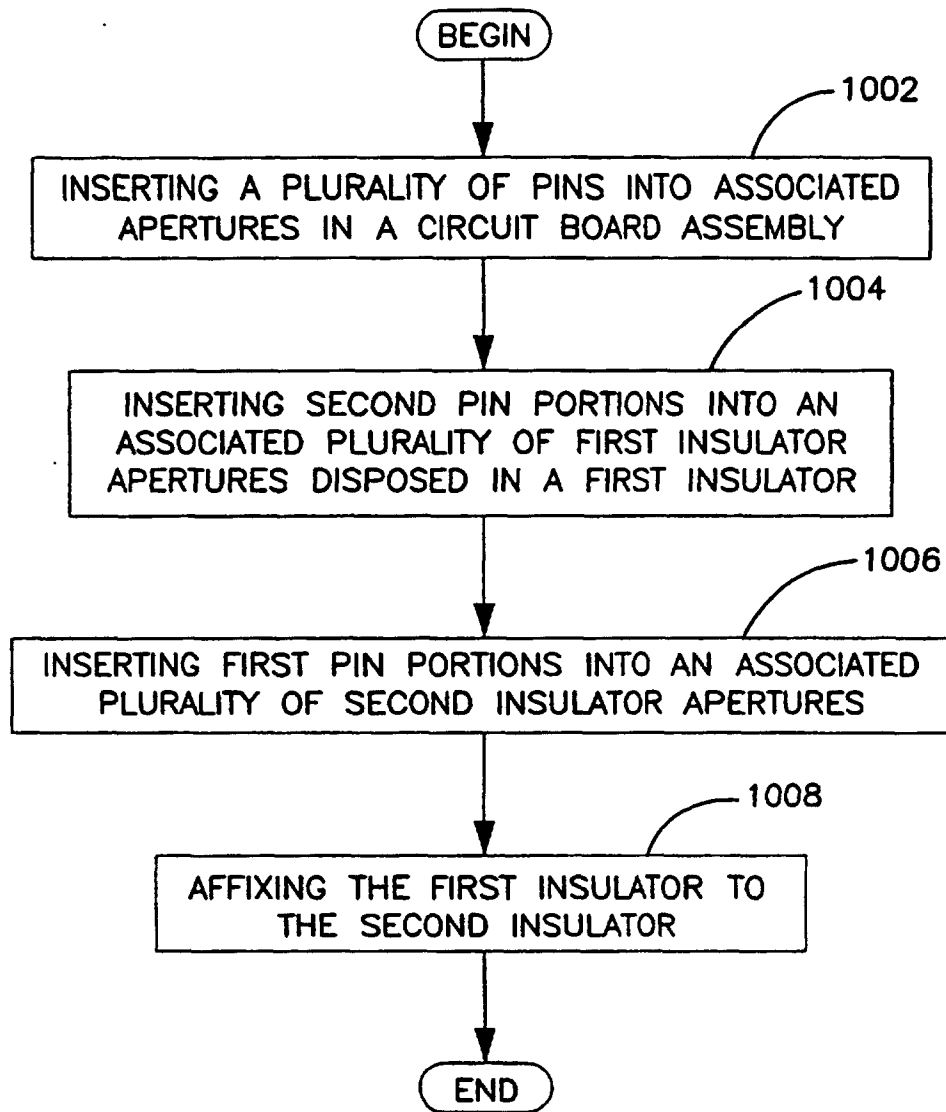 BEGIN
1002
INSERTING A PLURALITY OF PINS INTO ASSOCIATED
APERTURES IN A CIRCUIT BOARD ASSEMBLY
1004
INSERTING SECOND PIN PORTIONS INTO AN
ASSOCIATED PLURALITY OF FIRST INSULATOR
APERTURES DISPOSED IN A FIRST INSULATOR
1006
INSERTING FIRST PIN PORTIONS INTO AN ASSOCIATED
PLURALITY OF SECOND INSULATOR APERTURES
1008
AFFIXING THE FIRST INSULATOR TO
THE SECOND INSULATOR
END